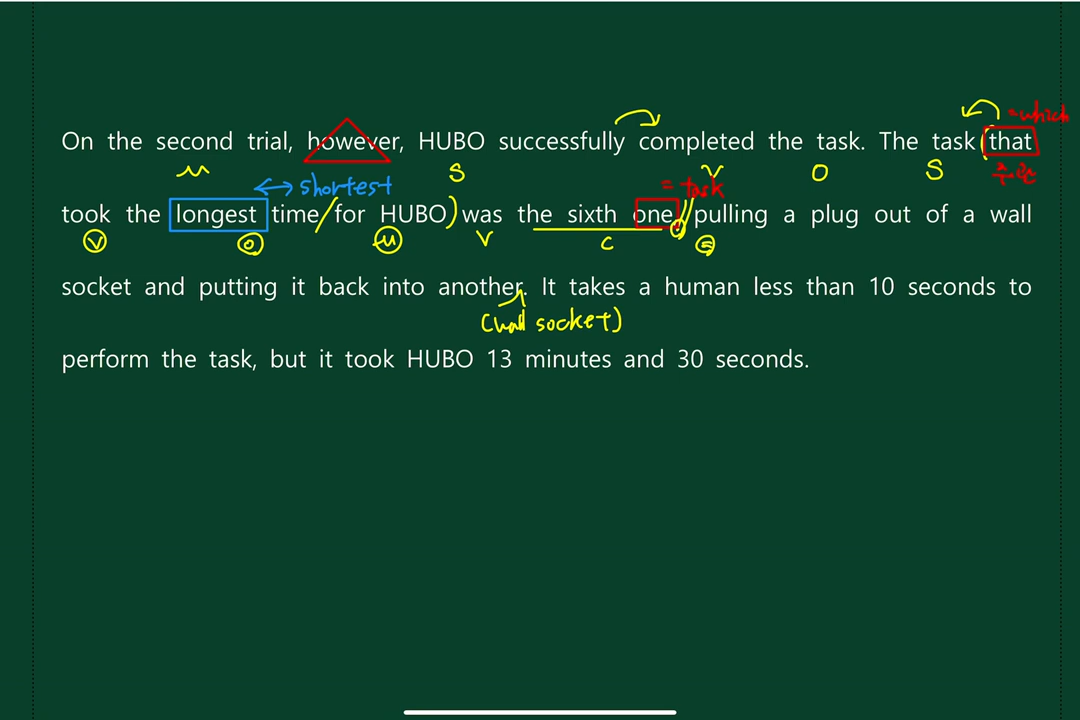 = which
On the second trial, however, HUBO successfully completed the task. The task (that
M S V O S 주.관
↔ shortest = task
took the longest time/for HUBO) was the sixth one,//pulling a plug out of a wall
V O M V C =
socket and putting it back into another. It takes a human less than 10 seconds to
(wall socket)
perform the task, but it took HUBO 13 minutes and 30 seconds.